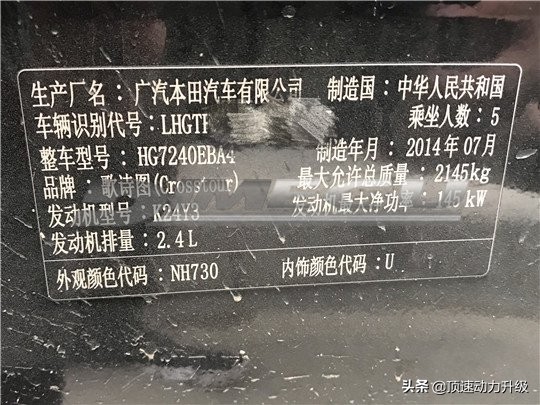 生产厂名：广汽本田汽车有限公司 制造国：中华人民共和国
车辆识别代号：LHGTF 乘坐人数：5
整车型号：HG7240EBA4 制造年月：2014年07月
品牌：歌诗图(Crosstour) 最大允许总质量：2145kg
发动机型号：K24Y3 发动机最大净功率：145kW
发动机排量：2.4L
外观颜色代码：NH730 内饰颜色代码：U
头条 @顶速动力升级